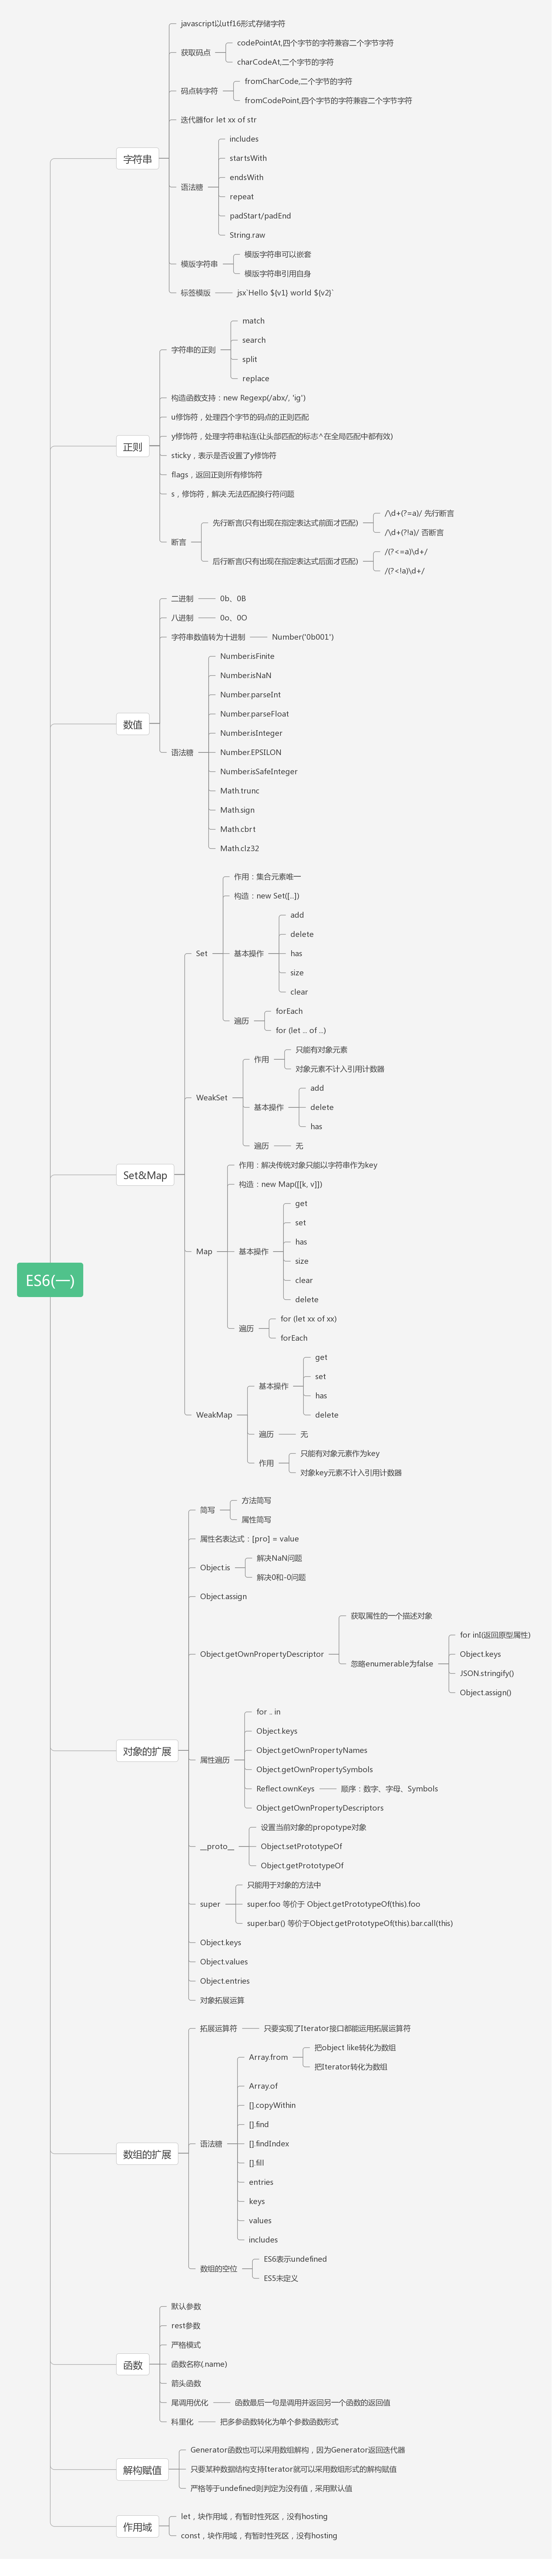 javascript以utf16形式存储字符
codePointAt,四个字节的字符兼容二个字节字符
获取码点
charCodeAt,二个字节的字符
fromCharCode,二个字节的字符
码点转字符
fromCodePoint,四个字节的字符兼容二个字节字符
迭代器for let xx of str
includes
字符串
startsWith
endsWith
语法糖
repeat
padStart/padEnd
String.raw
模版字符串可以嵌套
模版字符串
模版字符串引用自身
标签模版
jsx`Hello ${v1} world ${v2}`
match
字符串的正则
search
split
replace
构造函数支持：new Regexp(/abx/, 'ig')
u修饰符，处理四个字节的码点的正则匹配
y修饰符，处理字符串粘连(让头部匹配的标志^在全局匹配中都有效)
正则
sticky，表示是否设置了y修饰符
flags，返回正则所有修饰符
s，修饰符，解决.无法匹配换行符问题
/\d+(?=a)/ 先行断言
先行断言(只有出现在指定表达式前面才匹配)
/\d+(?!a)/ 否断言
断言
/(?<=a)\d+/
后行断言(只有出现在指定表达式后面才匹配)
/(?<!a)\d+/
二进制
0b、0B
八进制
0o、0O
字符串数值转为十进制
Number('0b001')
Number.isFinite
Number.isNaN
Number.parseInt
Number.parseFloat
数值
Number.isInteger
语法糖
Number.EPSILON
Number.isSafeInteger
Math.trunc
Math.sign
Math.cbrt
Math.clz32
作用：集合元素唯一
构造：new Set([..])
add
delete
Set
基本操作
has
size
clear
forEach
遍历
for (let .. of ..)
只能有对象元素
作用
对象元素不计入引用计数器
add
WeakSet
基本操作
delete
has
遍历
无
Set&Map
作用：解决传统对象只能以字符串作为key
构造：new Map([[k, v]])
get
set
has
Map
基本操作
size
clear
delete
ES6(一)
for (let xx of xx)
遍历
forEach
get
set
基本操作
has
delete
WeakMap
遍历
无
只能有对象元素作为key
作用
对象key元素不计入引用计数器
方法简写
简写
属性简写
属性名表达式：[pro] = value
解决NaN问题
Object.is
解决0和-0问题
Object.assign
获取属性的一个描述对象
for inI(返回原型属性)
Object.getOwnPropertyDescriptor
Object.keys
忽略enumerable为false
JSON.stringify()
Object.assign()
for .. in
Object.keys
对象的扩展
Object.getOwnPropertyNames
属性遍历
Object.getOwnPropertySymbols
Reflect.ownKeys
顺序：数字、字母、Symbols
Object.getOwnPropertyDescriptors
设置当前对象的propotype对象
__proto__
Object.setPrototypeOf
Object.getPrototypeOf
只能用于对象的方法中
super
super.foo 等价于 Object.getPrototypeOf(this).foo
super.bar() 等价于Object.getPrototypeOf(this).bar.call(this)
Object.keys
Object.values
Object.entries
对象拓展运算
拓展运算符
只要实现了Iterator接口都能运用拓展运算符
把object like转化为数组
Array.from
把Iterator转化为数组
Array.of
[].copyWithin
[].find
语法糖
[].findIndex
数组的扩展
[].fill
entries
keys
values
includes
ES6表示undefined
数组的空位
ES5未定义
默认参数
rest参数
严格模式
函数
函数名称(.name)
箭头函数
尾调用优化
函数最后一句是调用并返回另一个函数的返回值
科里化
把多参函数转化为单个参数函数形式
Generator函数也可以采用数组解构，因为Generator返回迭代器
解构赋值
只要某种数据结构支持Iterator就可以采用数组形式的解构赋值
严格等于undefined则判定为没有值，采用默认值
let，块作用域，有暂时性死区，没有hosting
作用域
const，块作用域，有暂时性死区，没有hosting